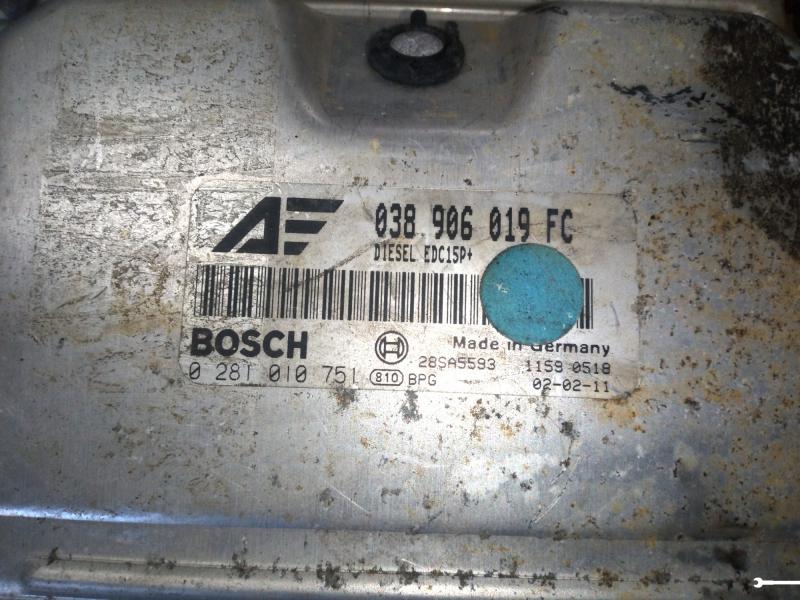 AE 038 906 019 FC
DIESEL EDC15P+
BOSCH Made in Germany
28SA5593 1159 0518
0 281 010 751 810 BPG 02-02-11